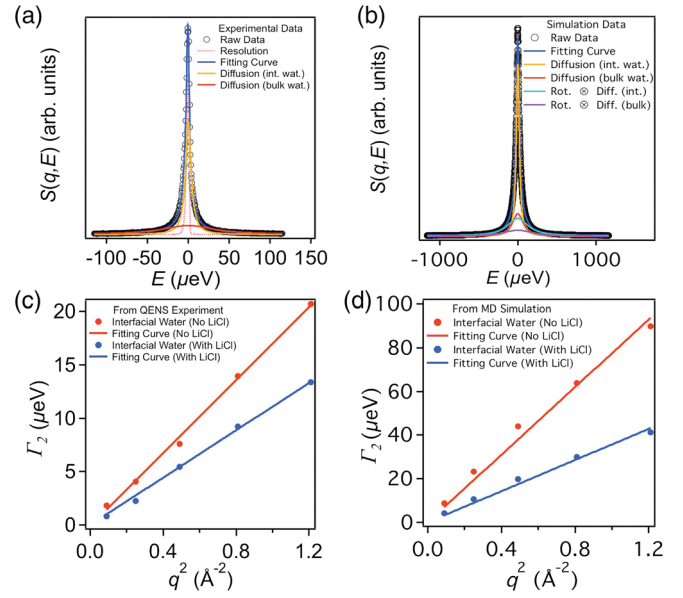 (a)
Experimental Data
Raw Data
Resolution
Fitting Curve
Diffusion (int. wat.)
Diffusion (bulk wat.)
S(q,E) (arb. units)
-100 -50 0 50 100 150
E (μeV)
(b)
Simulation Data
Raw Data
Fitting Curve
Diffusion (int. wat.)
Diffusion (bulk wat.)
Rot. ⊗ Diff. (int.)
Rot. ⊗ Diff. (bulk)
S(q,E) (arb. units)
-1000 0 1000
E (μeV)
(c)
From QENS Experiment
Interfacial Water (No LiCl)
Fitting Curve (No LiCl)
Interfacial Water (With LiCl)
Fitting Curve (With LiCl)
Γ2 (μeV)
20
15
10
5
0
0.0 0.4 0.8 1.2
q² (Å⁻²)
(d)
From MD Simulation
Interfacial Water (No LiCl)
Fitting Curve (No LiCl)
Interfacial Water (With LiCl)
Fitting Curve (With LiCl)
Γ2 (μeV)
100
80
60
40
20
0
0.0 0.4 0.8 1.2
q² (Å⁻²)